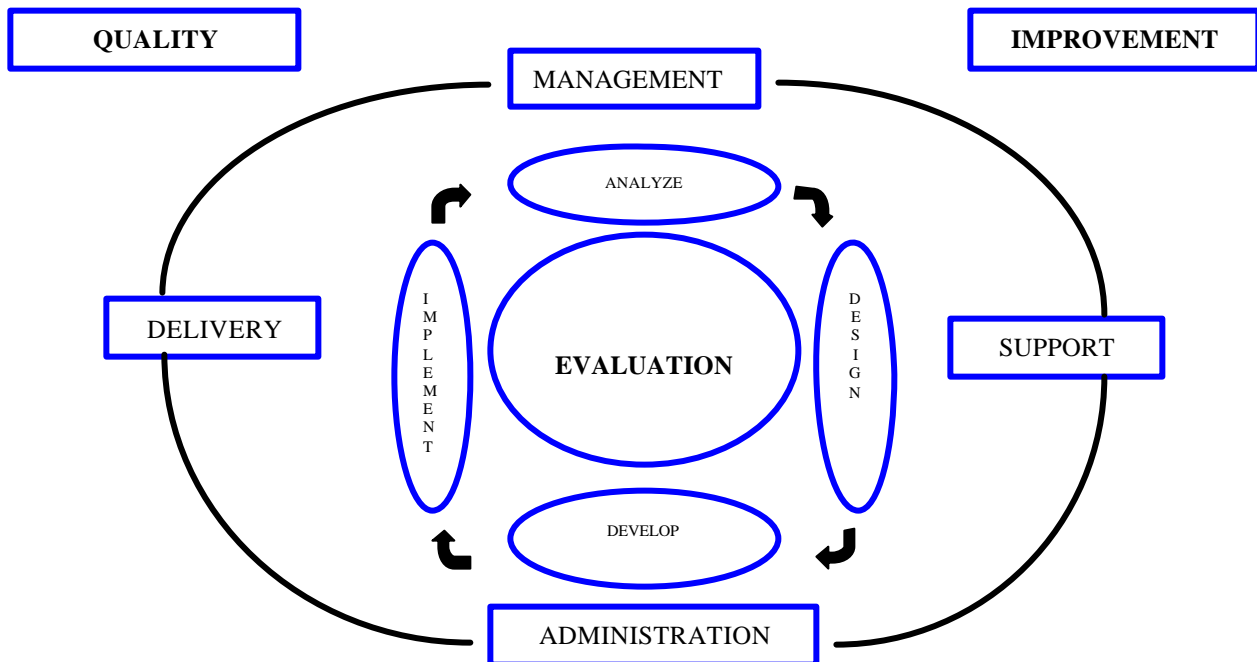 QUALITY
IMPROVEMENT
MANAGEMENT
ANALYZE
IMPLEMENT
DESIGN
DELIVERY
SUPPORT
EVALUATION
DEVELOP
ADMINISTRATION